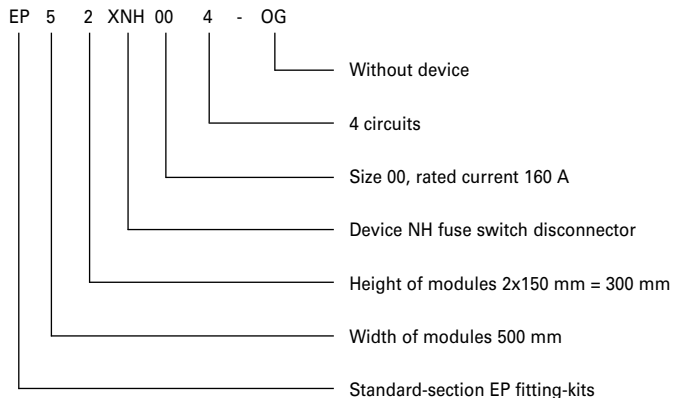 EP 5 2 XNH 00 4 - OG
Without device
4 circuits
Size 00, rated current 160 A
Device NH fuse switch disconnector
Height of modules 2x150 mm = 300 mm
Width of modules 500 mm
Standard-section EP fitting-kits